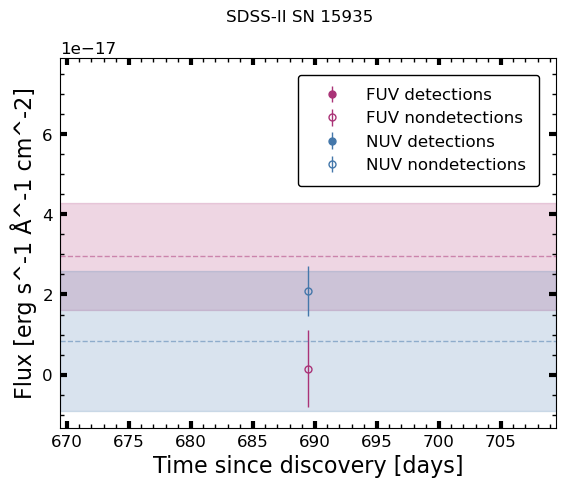 SDSS-II SN 15935
1e−17
FUV detections
FUV nondetections
NUV detections
NUV nondetections
6
4
2
0
Flux [erg s^-1 Å^-1 cm^-2]
670 675 680 685 690 695 700 705
Time since discovery [days]